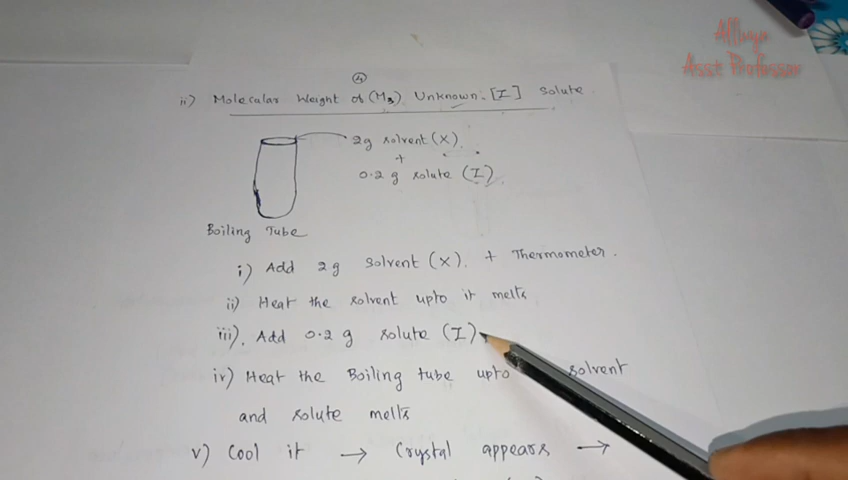 Asst Professor
(4)
ii) Molecular Weight of (M3) Unknown [I] solute
2g solvent (X)
+
0.2 g solute (I)
Boiling Tube
i) Add 2g solvent (X) + Thermometer.
ii) Heat the solvent upto it melts
iii). Add 0.2 g solute (I)
iv) Heat the Boiling tube upto solvent
and solute melts
v) Cool it → Crystal appears →